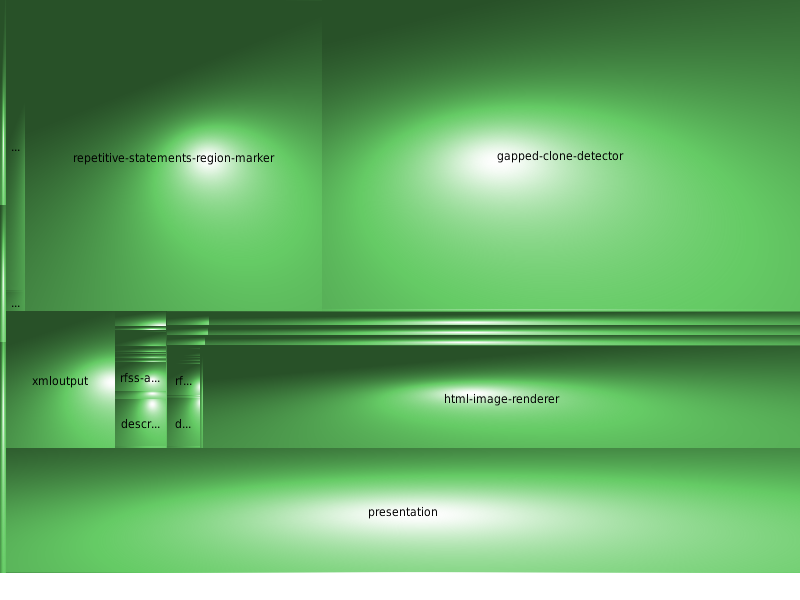 ...
repetitive-statements-region-marker
gapped-clone-detector
...
xmloutput
rfss-a...
rf...
html-image-renderer
descr...
d...
presentation